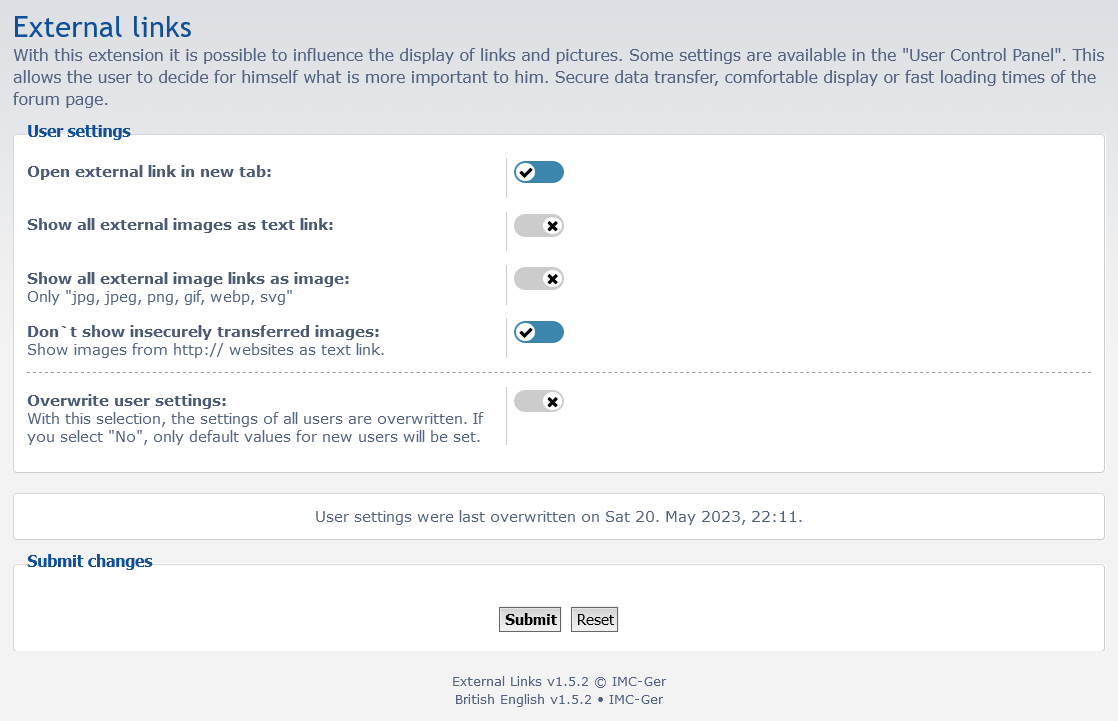 External links
With this extension it is possible to influence the display of links and pictures. Some settings are available in the "User Control Panel". This
allows the user to decide for himself what is more important to him. Secure data transfer, comfortable display or fast loading times of the
forum page.
User settings
Open external link in new tab:
Show all external images as text link:
Show all external image links as image:
Only "jpg, jpeg, png, gif, webp, svg"
Don`t show insecurely transferred images:
Show images from http:// websites as text link.
Overwrite user settings:
With this selection, the settings of all users are overwritten. If
you select "No", only default values for new users will be set.
User settings were last overwritten on Sat 20. May 2023, 22:11.
Submit changes
Submit Reset
External Links v1.5.2 © IMC-Ger
British English v1.5.2 • IMC-Ger